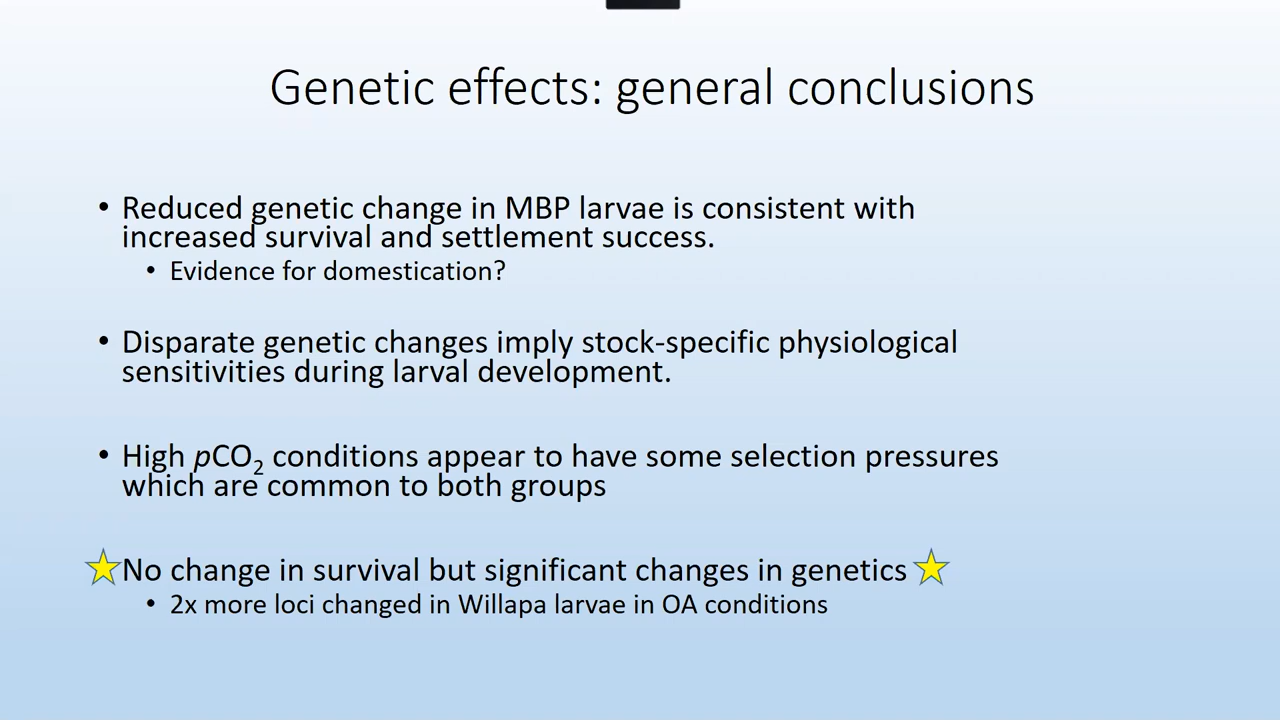 Genetic effects: general conclusions
• Reduced genetic change in MBP larvae is consistent with
increased survival and settlement success.
• Evidence for domestication?
• Disparate genetic changes imply stock-specific physiological
sensitivities during larval development.
• High pCO₂ conditions appear to have some selection pressures
which are common to both groups
No change in survival but significant changes in genetics
• 2x more loci changed in Willapa larvae in OA conditions